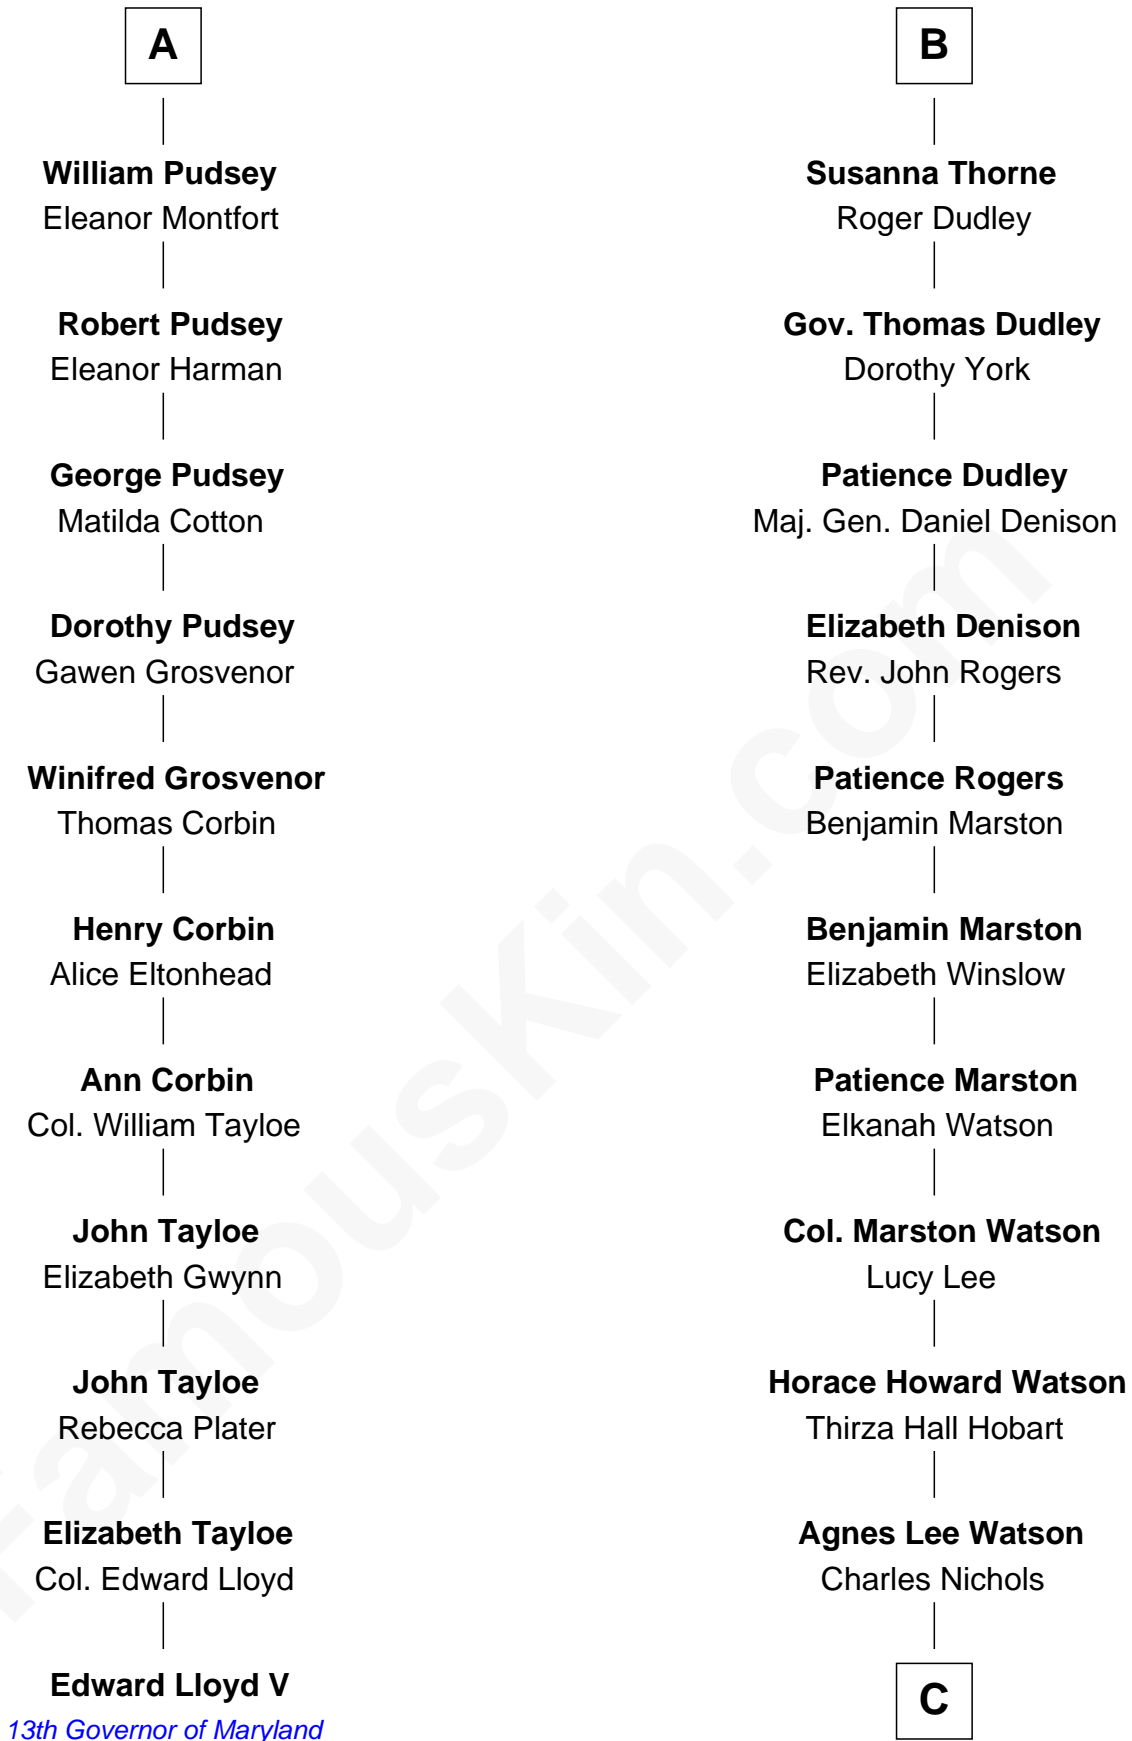 A
William Pudsey
Eleanor Montfort
Robert Pudsey
Eleanor Harman
George Pudsey
Matilda Cotton
Dorothy Pudsey
Gawen Grosvenor
Winifred Grosvenor
Thomas Corbin
Henry Corbin
Alice Eltonhead
Ann Corbin
Col. William Tayloe
John Tayloe
Elizabeth Gwynn
John Tayloe
Rebecca Plater
Elizabeth Tayloe
Col. Edward Lloyd
Edward Lloyd V
13th Governor of Maryland
B
Susanna Thorne
Roger Dudley
Gov. Thomas Dudley
Dorothy York
Patience Dudley
Maj. Gen. Daniel Denison
Elizabeth Denison
Rev. John Rogers
Patience Rogers
Benjamin Marston
Benjamin Marston
Elizabeth Winslow
Patience Marston
Elkanah Watson
Col. Marston Watson
Lucy Lee
Horace Howard Watson
Thirza Hall Hobart
Agnes Lee Watson
Charles Nichols
C
FamousKin.com